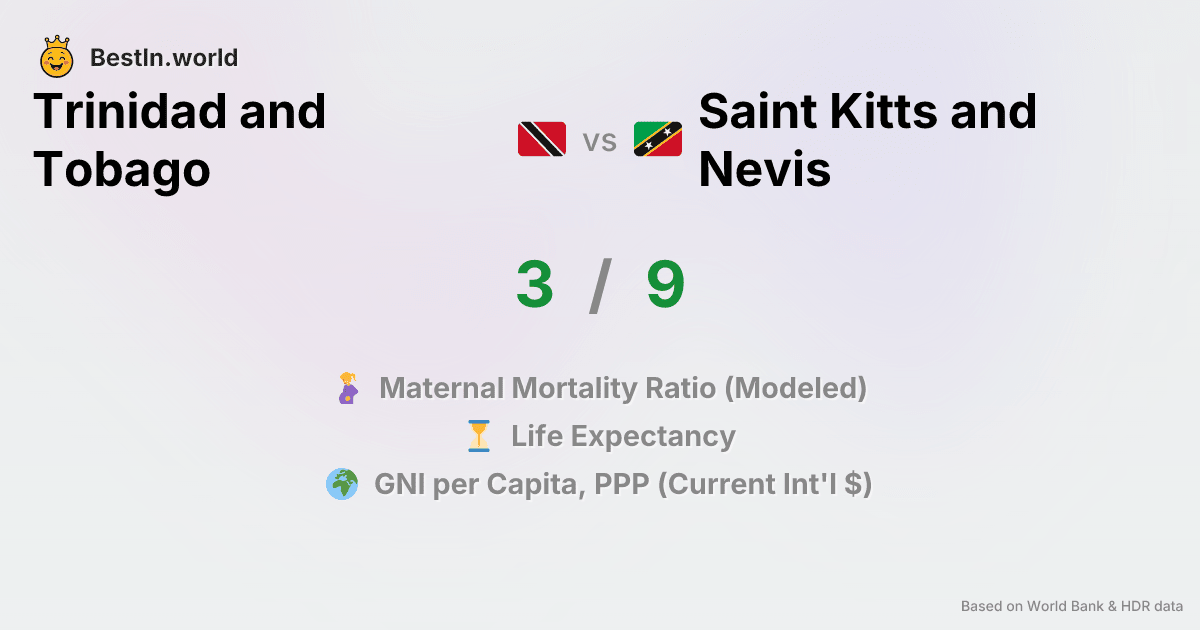 BestIn.world
Trinidad and
Tobago
vs
Saint Kitts and
Nevis
3 / 9
Maternal Mortality Ratio (Modeled)
Life Expectancy
GNI per Capita, PPP (Current Int'l $)
Based on World Bank & HDR data